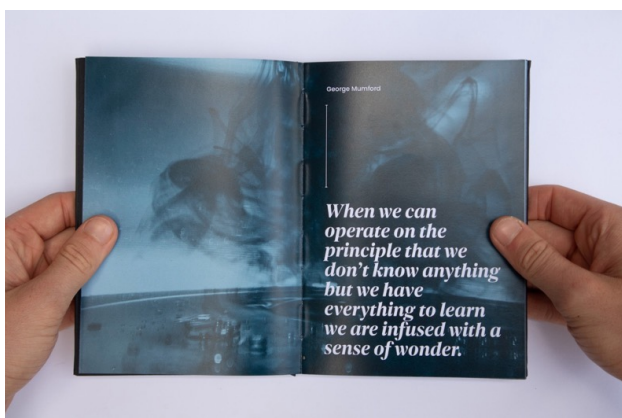 George Mumford
When we can
operate on the
principle that we
don't know anything
but we have
everything to learn
we are infused with a
sense of wonder.